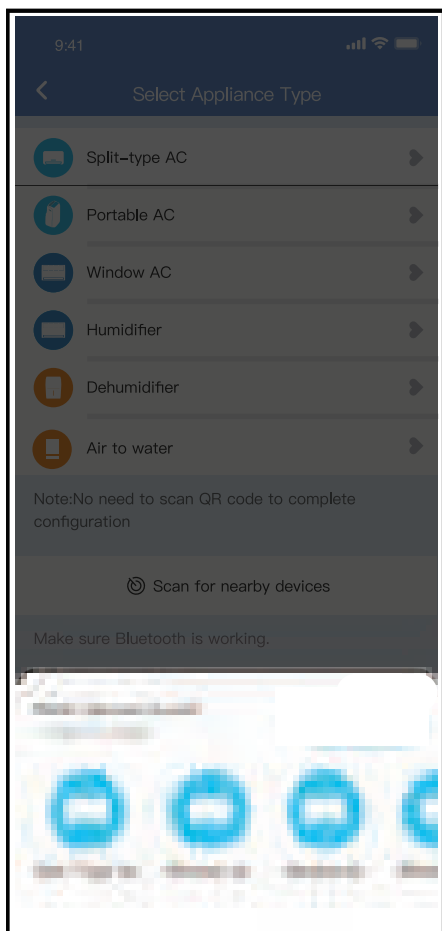 9:41
Select Appliance Type
Split-type AC
Portable AC
Window AC
Humidifier
Dehumidifier
Air to water
Note:No need to scan QR code to complete
configuration
Scan for nearby devices
Make sure Bluetooth is working.